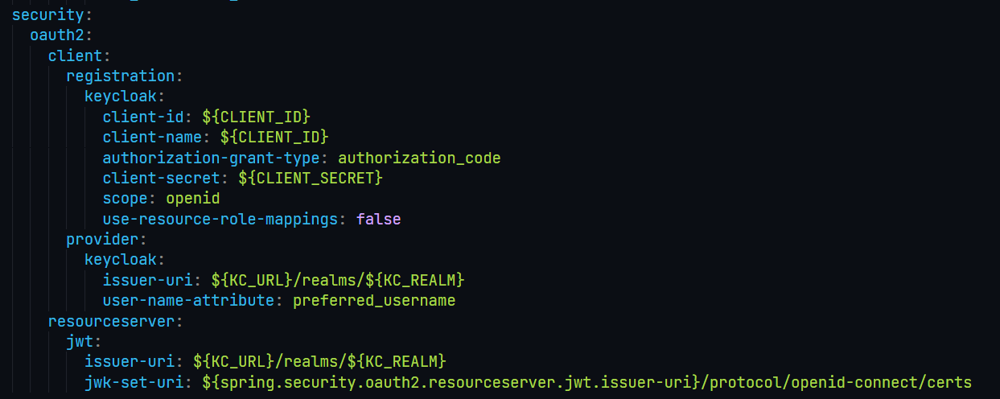 security:
  oauth2:
    client:
      registration:
        keycloak:
          client-id: ${CLIENT_ID}
          client-name: ${CLIENT_ID}
          authorization-grant-type: authorization_code
          client-secret: ${CLIENT_SECRET}
          scope: openid
          use-resource-role-mappings: false
      provider:
        keycloak:
          issuer-uri: ${KC_URL}/realms/${KC_REALM}
          user-name-attribute: preferred_username
    resourceserver:
      jwt:
        issuer-uri: ${KC_URL}/realms/${KC_REALM}
        jwk-set-uri: ${spring.security.oauth2.resourceserver.jwt.issuer-uri}/protocol/openid-connect/certs